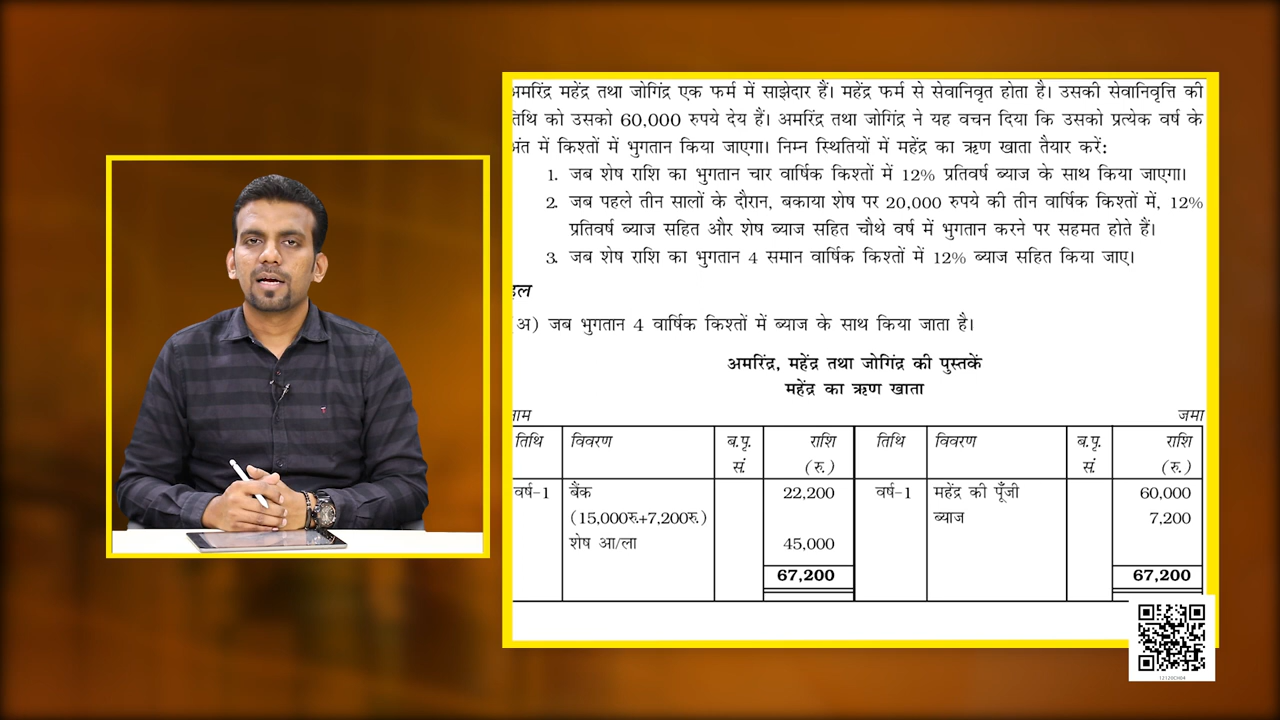 अमरिंद्र महेंद्र तथा जोगिंद्र एक फर्म में साझेदार हैं। महेंद्र फर्म से सेवानिवृत होता है। उसकी सेवानिवृत्ति की
तिथि को उसको 60,000 रुपये देय हैं। अमरिंद्र तथा जोगिंद्र ने यह वचन दिया कि उसको प्रत्येक वर्ष के
अंत में किश्तों में भुगतान किया जाएगा। निम्न स्थितियों में महेंद्र का ऋण खाता तैयार करें:
1. जब शेष राशि का भुगतान चार वार्षिक किश्तों में 12% प्रतिवर्ष ब्याज के साथ किया जाएगा।
2. जब पहले तीन सालों के दौरान, बकाया शेष पर 20,000 रुपये की तीन वार्षिक किश्तों में, 12%
प्रतिवर्ष ब्याज सहित और शेष ब्याज सहित चौथे वर्ष में भुगतान करने पर सहमत होते हैं।
3. जब शेष राशि का भुगतान 4 समान वार्षिक किश्तों में 12% ब्याज सहित किया जाए।
हल
(अ) जब भुगतान 4 वार्षिक किश्तों में ब्याज के साथ किया जाता है।
अमरिंद्र, महेंद्र तथा जोगिंद्र की पुस्तकें
महेंद्र का ऋण खाता
नाम जमा
तिथि विवरण ब.पृ. राशि तिथि विवरण ब.पृ. राशि
सं. (रु.) सं. (रु.)
वर्ष-1 बैंक 22,200 वर्ष-1 महेंद्र की पूँजी 60,000
(15,000रु.+7,200रु.) ब्याज 7,200
शेष आ/ला 45,000
67,200 67,200
12120CH04